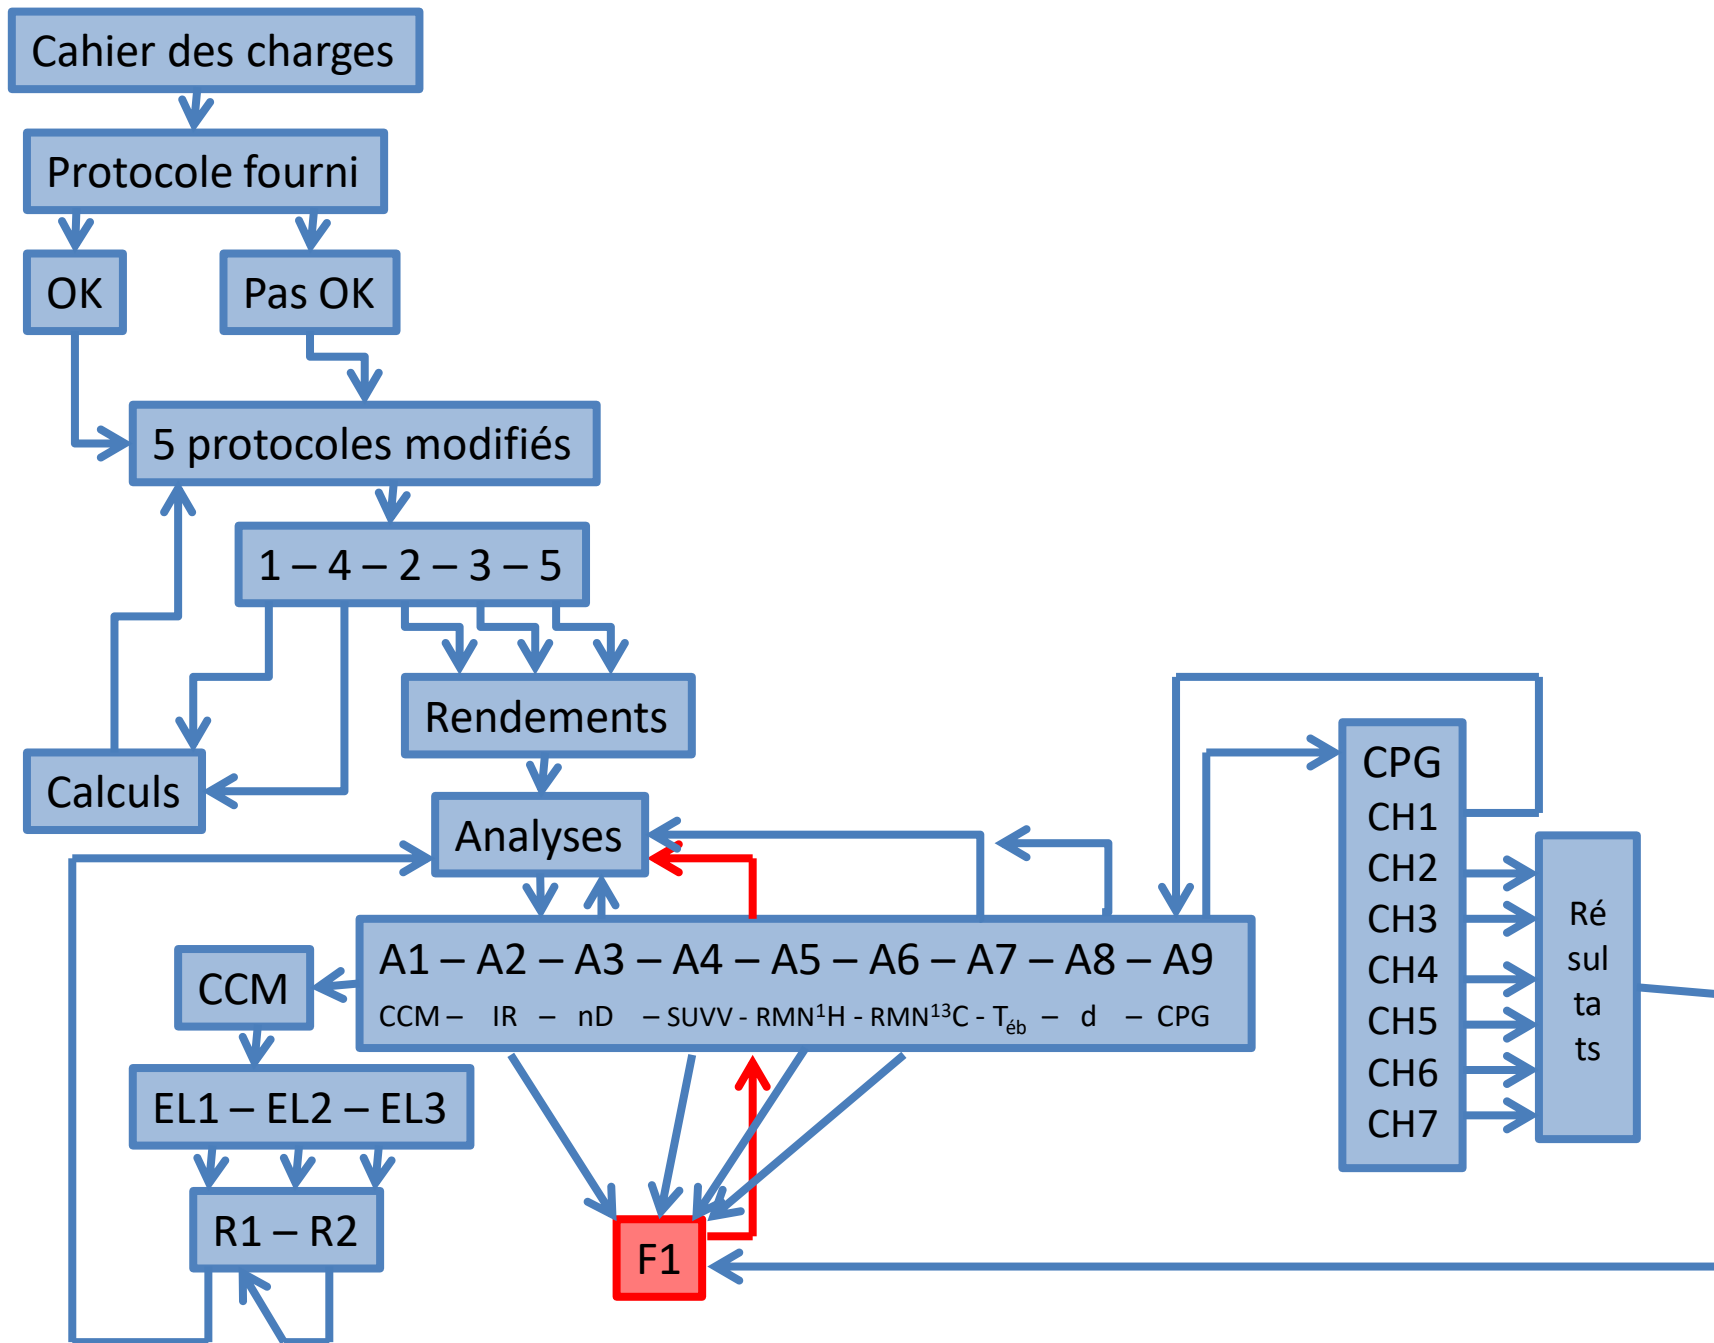 Cahier des charges
Protocole fourni
OK
Pas OK
5 protocoles modifiés
1 – 4 – 2 – 3 – 5
Rendements
Calculs
Analyses
A1 – A2 – A3 – A4 – A5 – A6 – A7 – A8 – A9
CCM – IR – nD – SUVV - RMN¹H - RMN¹³C - Téb – d – CPG
CCM
EL1 – EL2 – EL3
R1 – R2
F1
CPG
CH1
CH2
CH3
CH4
CH5
CH6
CH7
Ré
sul
ta
ts